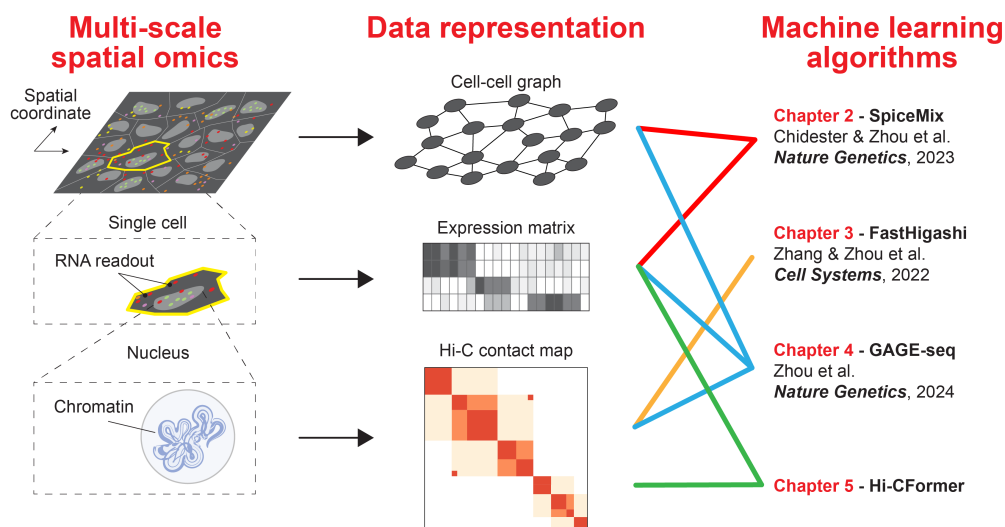 Multi-scale
spatial omics
Data representation
Machine learning
algorithms
Spatial
coordinate
Cell-cell graph
Chapter 2 - SpiceMix
Chidester & Zhou et al.
Nature Genetics, 2023
Single cell
RNA readout
Expression matrix
Chapter 3 - FastHigashi
Zhang & Zhou et al.
Cell Systems, 2022
Nucleus
Chromatin
Hi-C contact map
Chapter 4 - GAGE-seq
Zhou et al.
Nature Genetics, 2024
Chapter 5 - Hi-CFormer